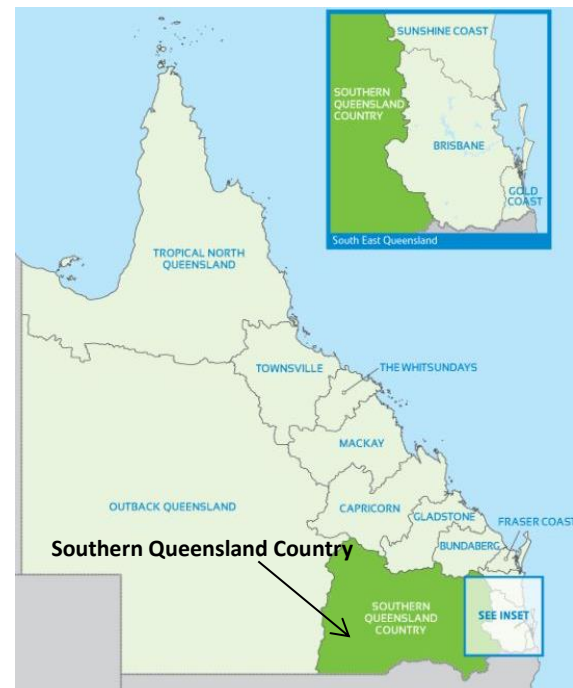 SUNSHINE COAST
SOUTHERN
QUEENSLAND
COUNTRY
BRISBANE
GOLD
COAST
South East Queensland
TROPICAL NORTH
QUEENSLAND
TOWNSVILLE
THE WHITSUNDAYS
MACKAY
OUTBACK QUEENSLAND
CAPRICORN
GLADSTONE
FRASER COAST
BUNDABERG
Southern Queensland Country
SOUTHERN
QUEENSLAND
COUNTRY
SEE INSET